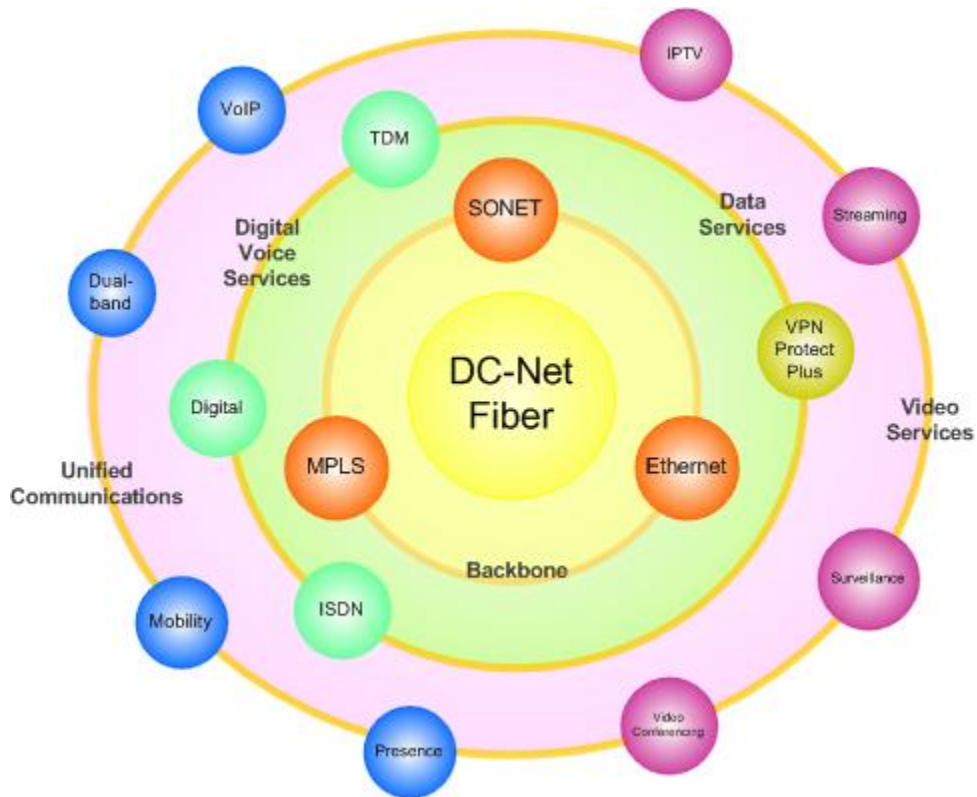 IPTV
VoIP
TDM
SONET
Data
Services
Streaming
Digital
Voice
Services
Dual-
band
VPN
Protect
Plus
DC-Net
Fiber
Digital
Video
Services
MPLS
Ethernet
Unified
Communications
Backbone
Surveillance
ISDN
Mobility
Video
Conferencing
Presence